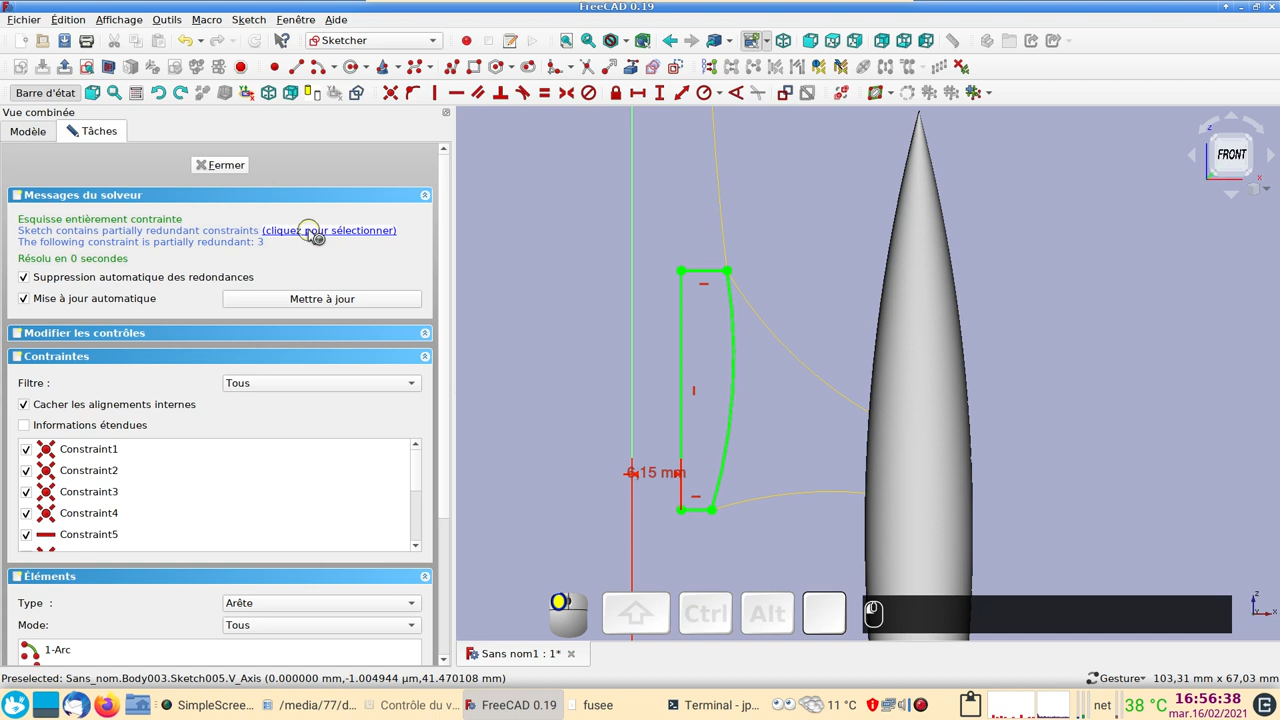 FreeCAD 0.19
Fichier Édition Affichage Outils Macro Sketch Fenêtre Aide
Sketcher
Barre d'état
Vue combinée
Modèle Tâches
Fermer
Messages du solveur
Esquisse entièrement contrainte
Sketch contains partially redundant constraints (cliquez pour sélectionner)
The following constraint is partially redundant: 3
Résolu en 0 secondes
Suppression automatique des redondances
Mise à jour automatique Mettre à jour
Modifier les contrôles
Contraintes
Filtre : Tous
Cacher les alignements internes
Informations étendues
Constraint1
Constraint2
Constraint3
Constraint4
Constraint5
Éléments
Type : Arête
Mode: Tous
1-Arc
6,15 mm
FRONT
z
x
Ctrl Alt
z
x
Sans nom1 : 1*
Preselected: Sans_nom.Body003.Sketch005.V_Axis (0.000000 mm,-1.004944 µm,41.470108 mm) Gesture 103,31 mm x 67,03 mm
SimpleScree... /media/77/d... Contrôle du v... FreeCAD 0.19 fusee Terminal - jp... 11 °C net 38 °C 16:56:38
mar.16/02/2021